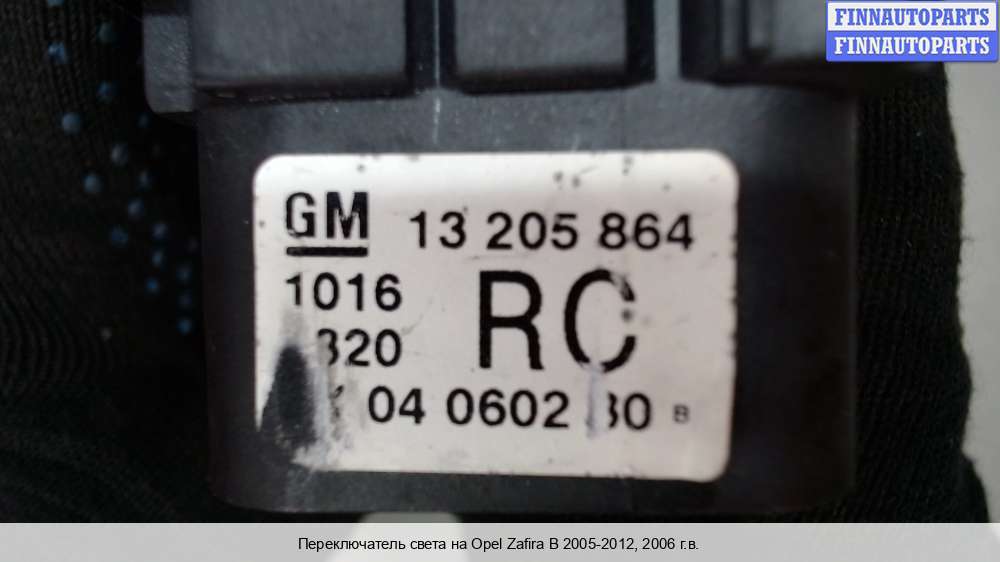 FINNAUTOPARTS
FINNAUTOPARTS
GM 13 205 864
1016 RC
320
04 0602 B
Переключатель света на Opel Zafira B 2005-2012, 2006 г.в.